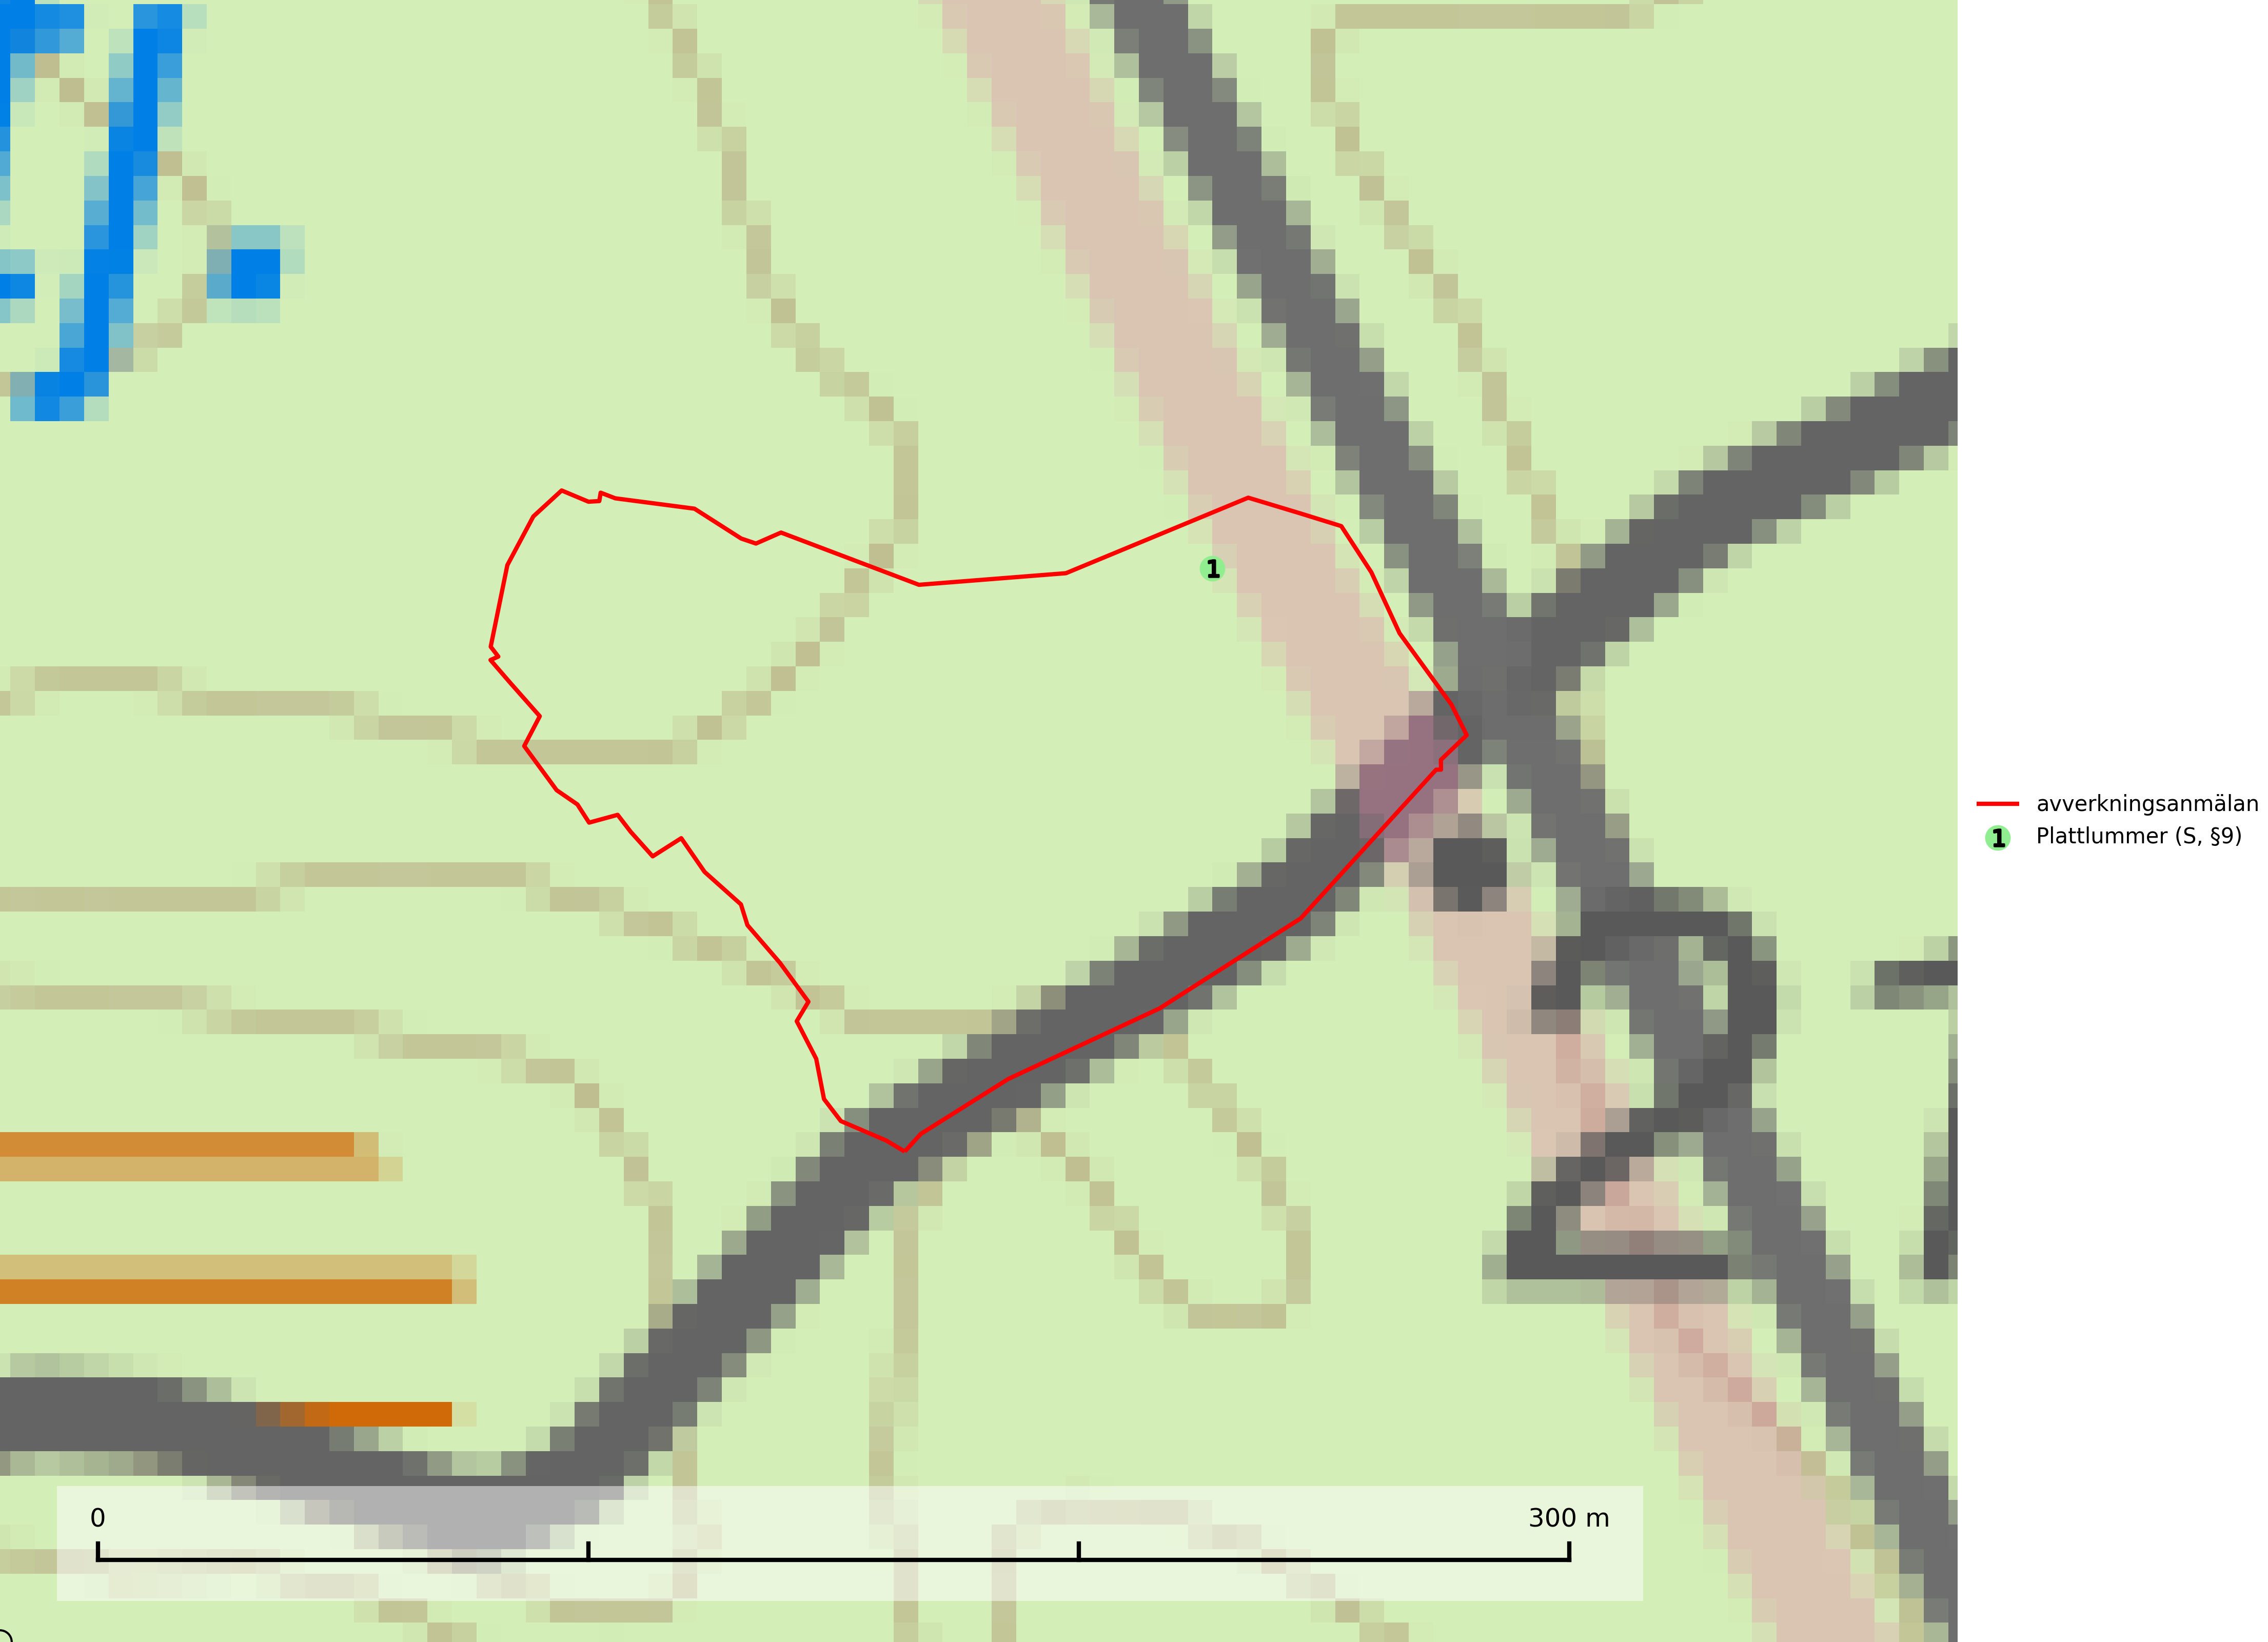 1
avverkningsanmälan
1 Plattlummer (S, §9)
0 300 m